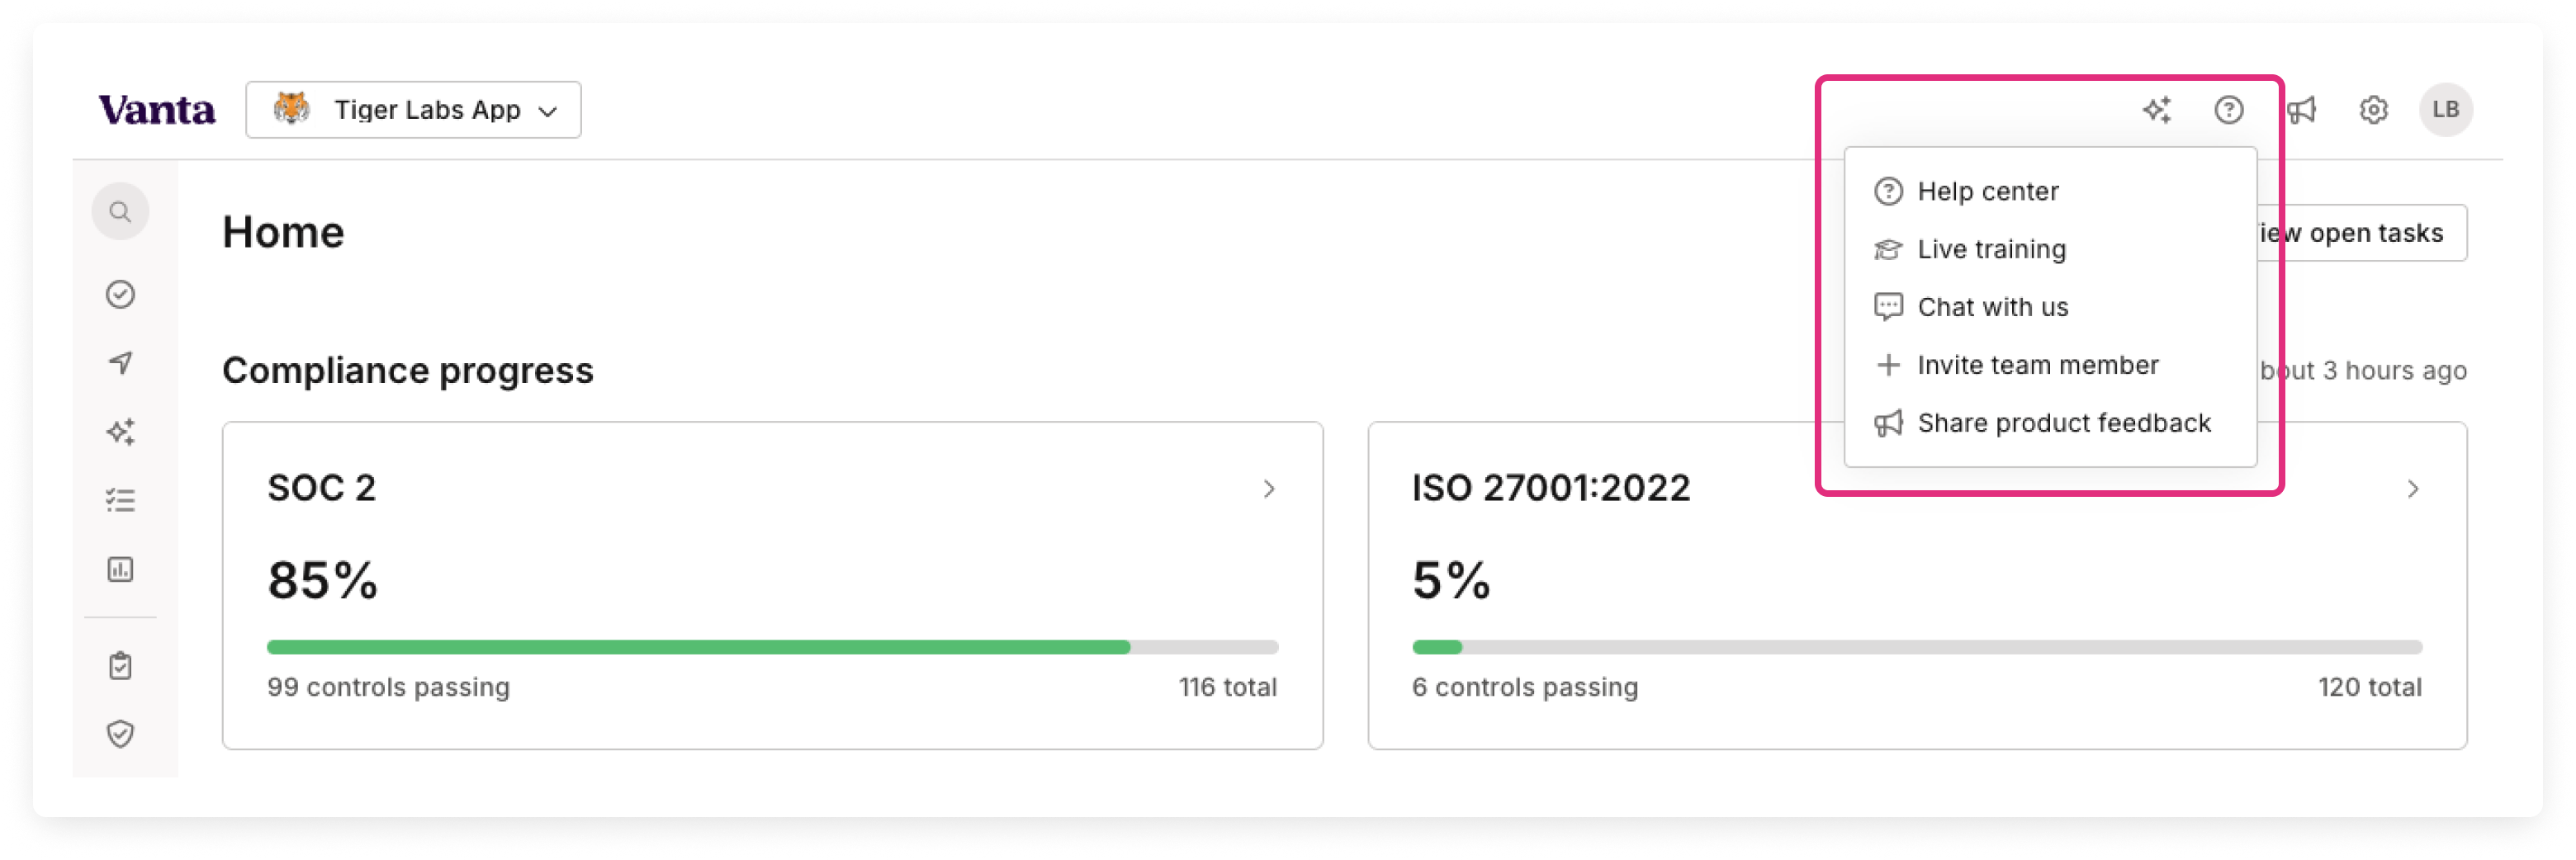 Vanta
Tiger Labs App
LB
Help center
Live training
Chat with us
Invite team member
Share product feedback
Home
open tasks
Compliance progress
3 hours ago
SOC 2
85%
99 controls passing
116 total
ISO 27001:2022
5%
6 controls passing
120 total